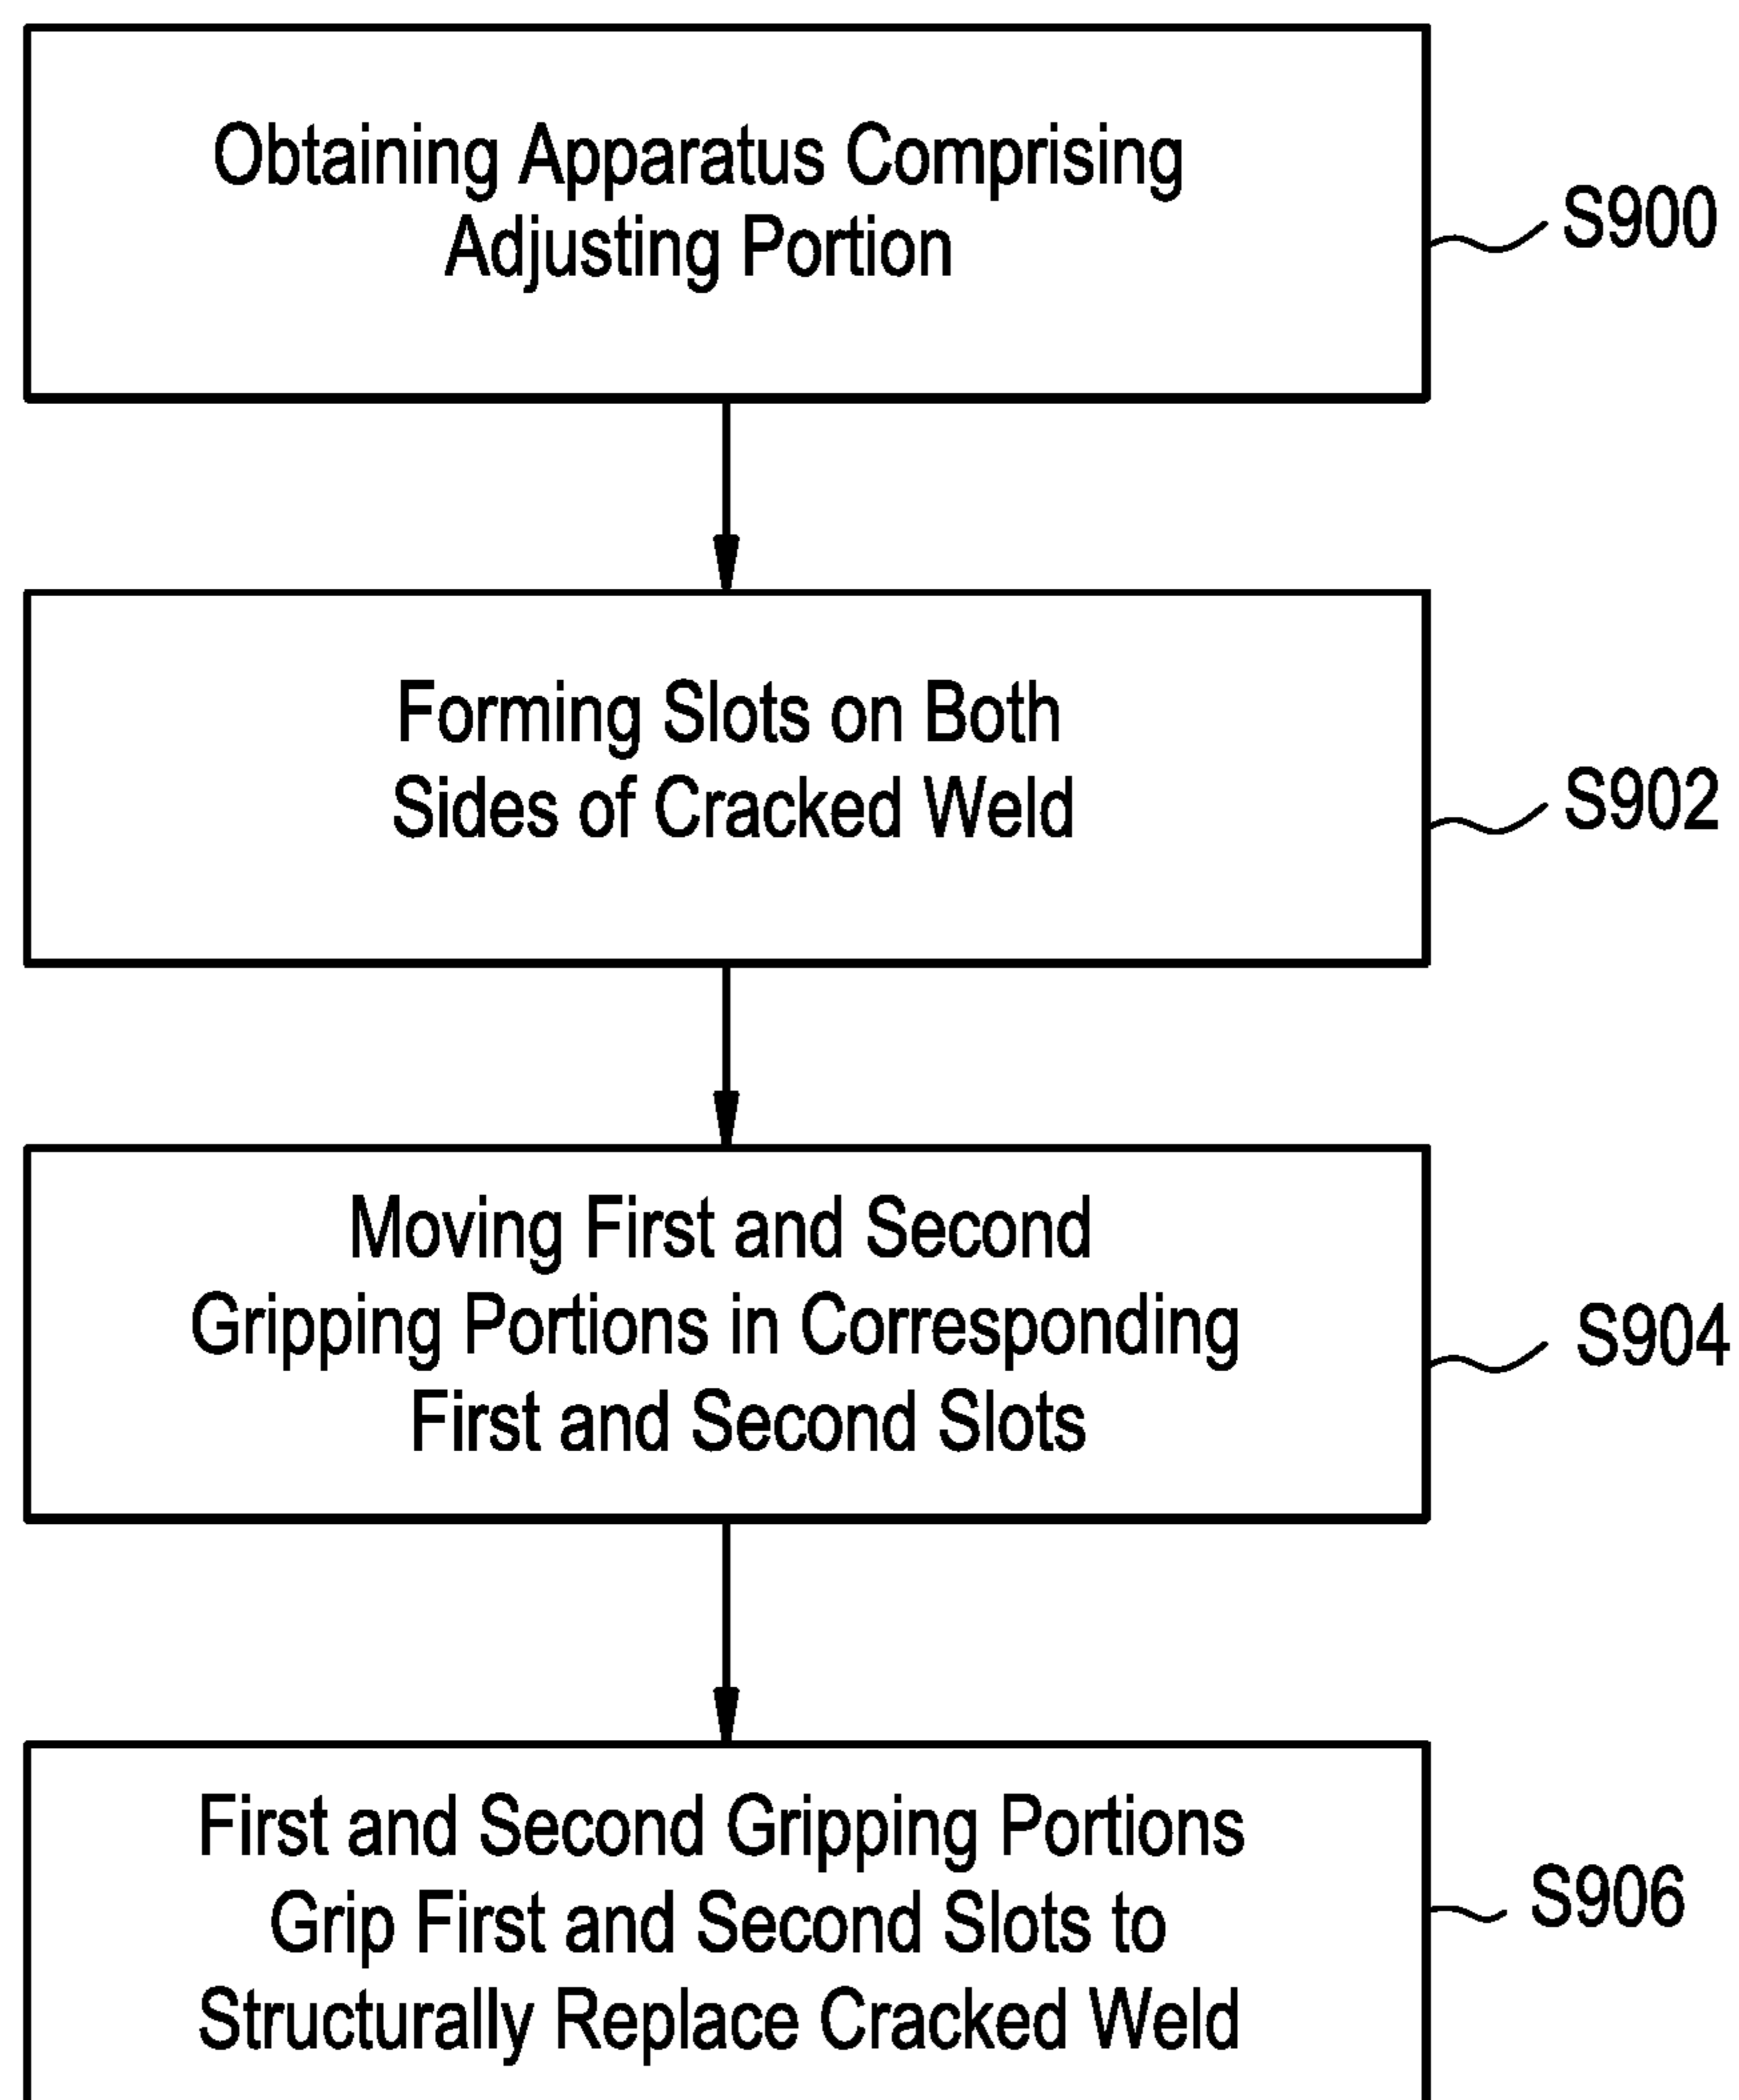 Obtaining Apparatus Comprising
Adjusting Portion
S900
Forming Slots on Both
Sides of Cracked Weld
S902
Moving First and Second
Gripping Portions in Corresponding
First and Second Slots
S904
First and Second Gripping Portions
Grip First and Second Slots to
Structurally Replace Cracked Weld
S906